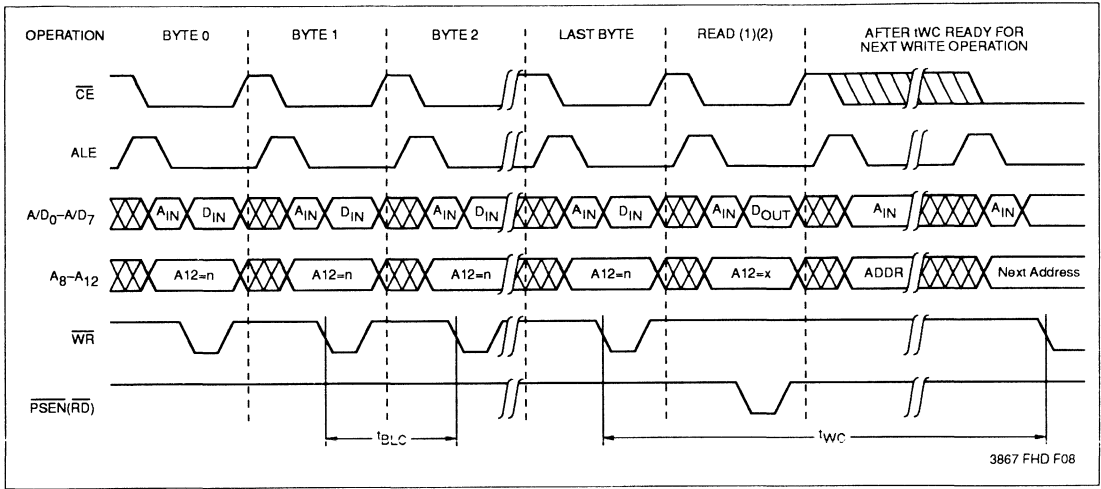 OPERATION BYTE 0 BYTE 1 BYTE 2 LAST BYTE READ (1)(2) AFTER tWC READY FOR
NEXT WRITE OPERATION
CE
ALE
A/D0–A/D7 AIN DIN AIN DIN AIN DIN AIN DIN AIN DOUT AIN AIN
A8–A12 A12=n A12=n A12=n A12=n A12=x ADDR Next Address
WR
PSEN(RD)
tBLC tWC
3867 FHD F08